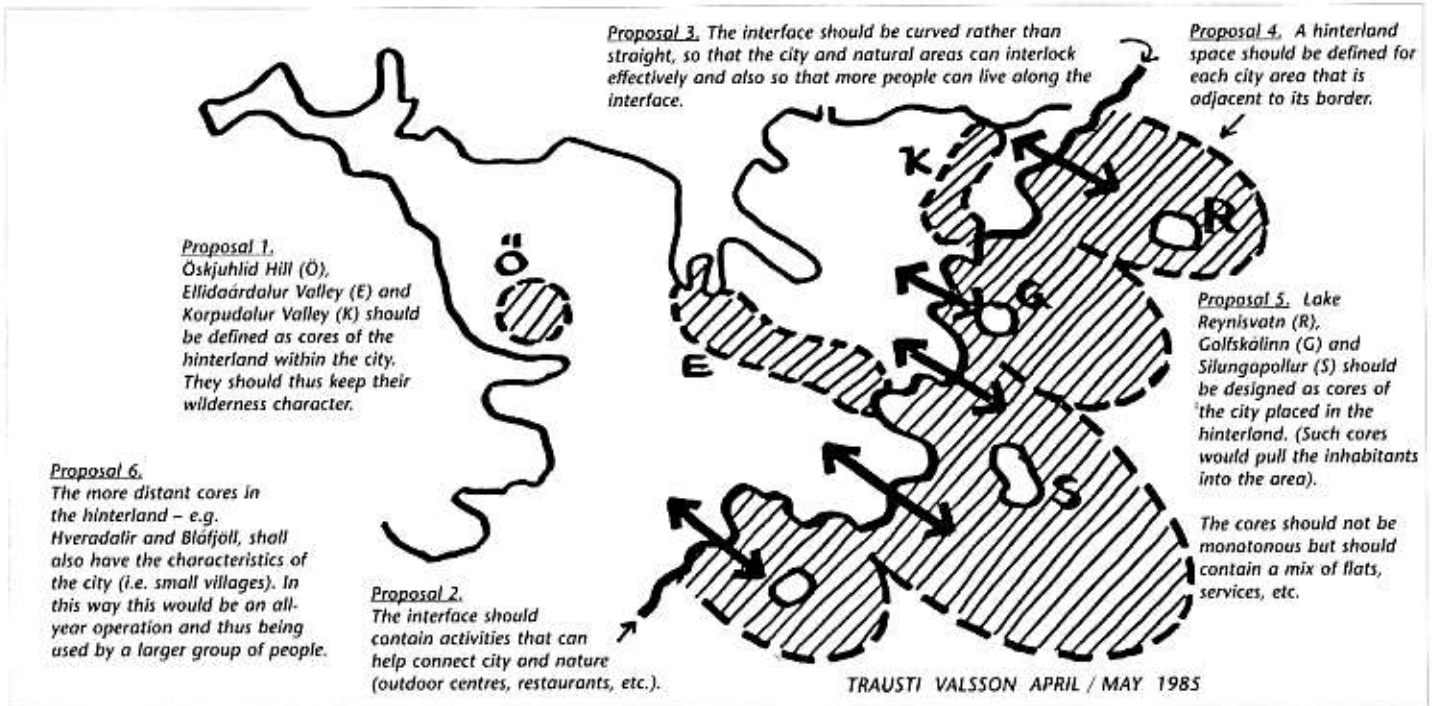 Proposal 3. The interface should be curved rather than
straight, so that the city and natural areas can interlock
effectively and also so that more people can live along the
interface.
Proposal 4. A hinterland
space should be defined for
each city area that is
adjacent to its border.
K
R
Proposal 1.
Öskjuhlid Hill (Ö),
Ellidaárdalur Valley (E) and
Korpudalur Valley (K) should
be defined as cores of the
hinterland within the city.
They should thus keep their
wilderness character.
Ö
E
G
Proposal 5. Lake
Reynisvatn (R),
Golfskálinn (G) and
Silungapollur (S) should
be designed as cores of
the city placed in the
hinterland. (Such cores
would pull the inhabitants
into the area).
The cores should not be
monotonous but should
contain a mix of flats,
services, etc.
S
Proposal 6.
The more distant cores in
the hinterland – e.g.
Hveradalir and Bláfjöll, shall
also have the characteristics of
the city (i.e. small villages). In
this way this would be an all-
year operation and thus being
used by a larger group of people.
Proposal 2.
The interface should
contain activities that can
help connect city and nature
(outdoor centres, restaurants, etc.).
TRAUSTI VALSSON APRIL / MAY 1985